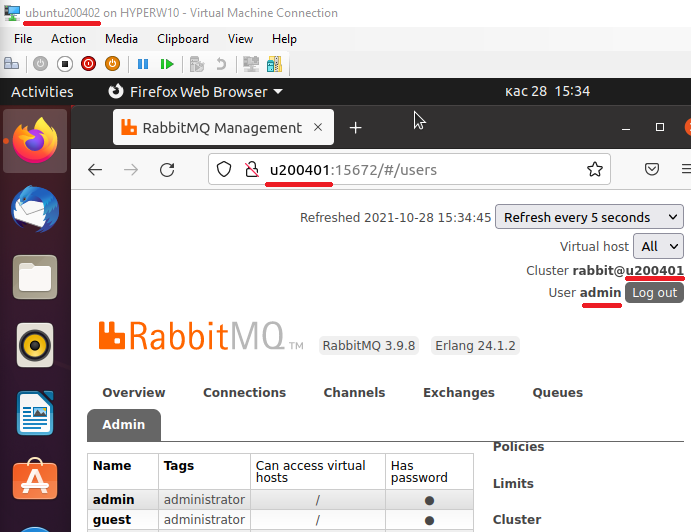 ubuntu200402 on HYPERW10 - Virtual Machine Connection
File Action Media Clipboard View Help
Activities Firefox Web Browser кас 28 15:34
RabbitMQ Management
u200401:15672/#/users
Refreshed 2021-10-28 15:34:45 Refresh every 5 seconds
Virtual host All
Cluster rabbit@u200401
User admin Log out
RabbitMQ TM RabbitMQ 3.9.8 Erlang 24.1.2
Overview Connections Channels Exchanges Queues
Admin
Policies
Name Tags Can access virtual hosts Has password
Limits
admin administrator / ●
guest administrator / ●
Cluster